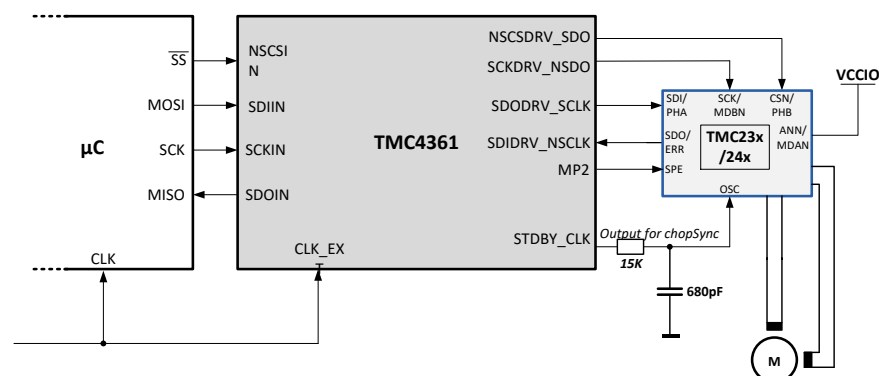 NSCSDRV_SDO
SS
NSCSI
N
SCKDRV_NSDO
VCCIO
MOSI
SDIIN
SDODRV_SCLK
SDI/
PHA
SCK/
MDBN
CSN/
PHB
µC
TMC4361
TMC23x
/24x
SCK
SCKIN
SDIDRV_NSCLK
SDO/
ERR
ANN/
MDAN
MP2
SPE
MISO
SDOIN
OSC
STDBY_CLK
Output for chopSync
15K
CLK
CLK_EXT
680pF
M